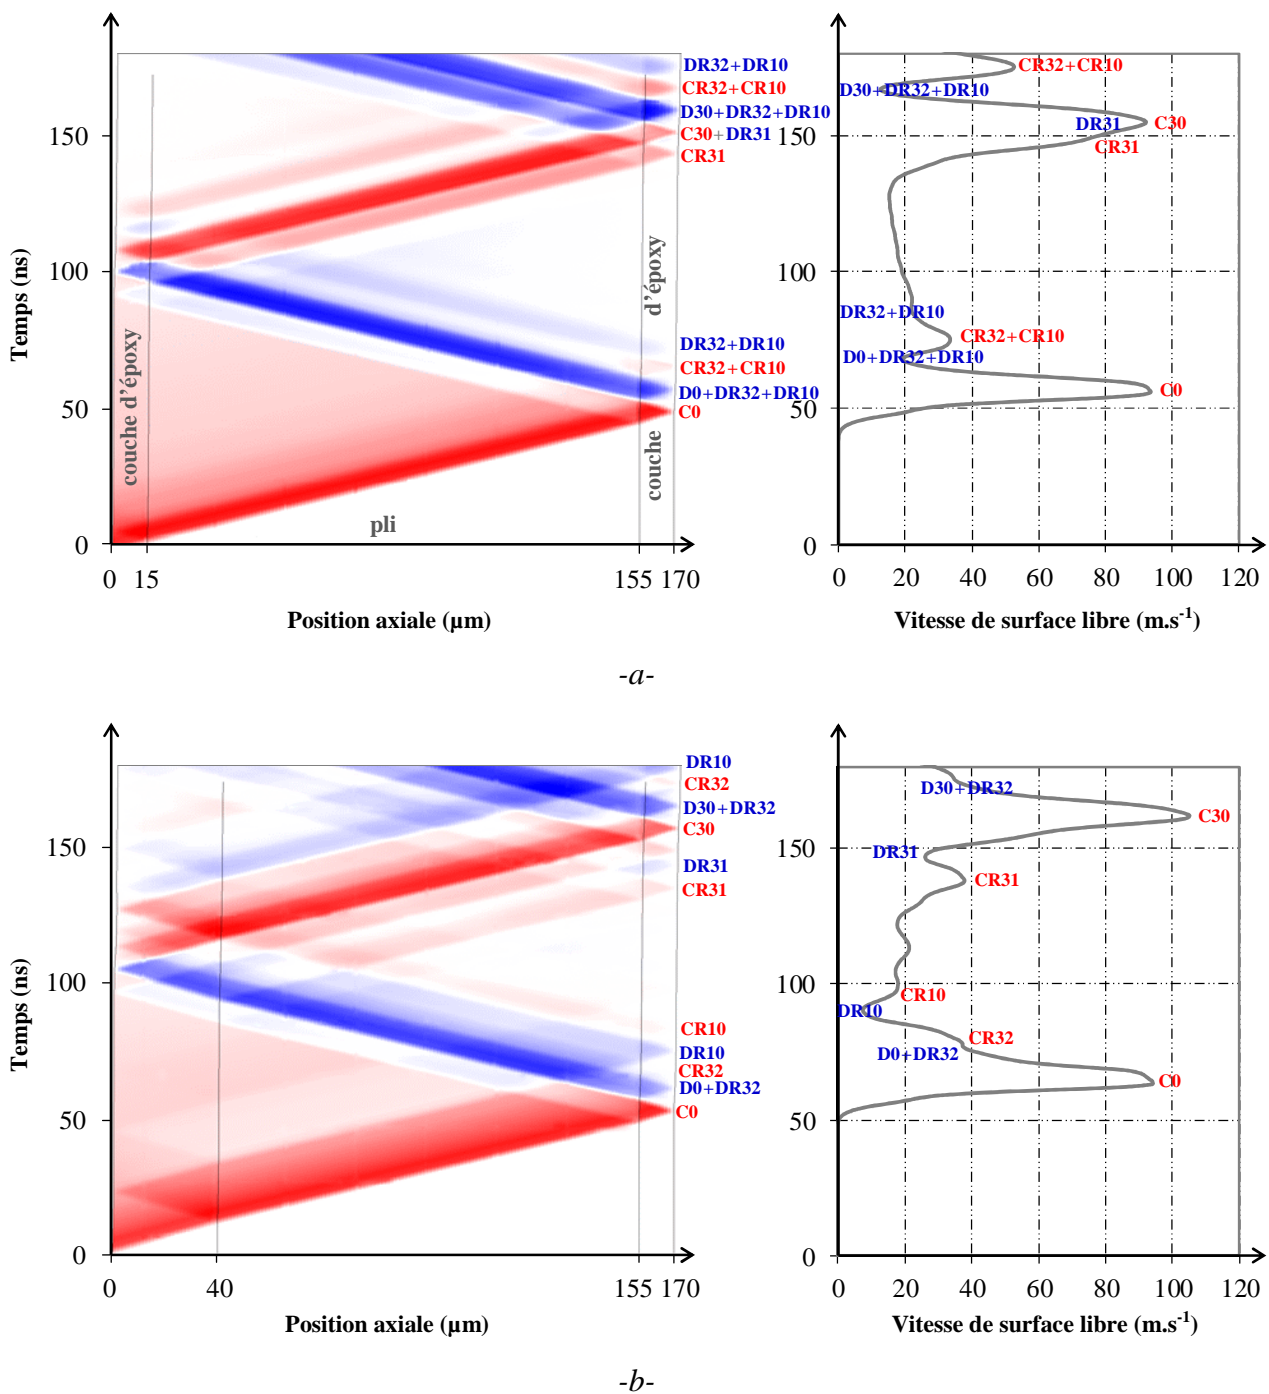 DR32+DR10
CR32+CR10
D30+DR32+DR10
C30+DR31
CR31
DR32+DR10
CR32+CR10
D0+DR32+DR10
C0
couche d'époxy
pli
couche d'époxy
Temps (ns)
150
100
50
0
0 15 155 170
Position axiale (µm)
CR32+CR10
D30+DR32+DR10
DR31
C30
CR31
DR32+DR10
CR32+CR10
D0+DR32+DR10
C0
150
100
50
0
0 20 40 60 80 100 120
Vitesse de surface libre (m.s-1)
-a-
DR10
CR32
D30+DR32
C30
DR31
CR31
CR10
DR10
CR32
D0+DR32
C0
Temps (ns)
150
100
50
0
0 40 155 170
Position axiale (µm)
D30+DR32
C30
DR31
CR31
CR10
DR10
CR32
D0+DR32
C0
150
100
50
0
0 20 40 60 80 100 120
Vitesse de surface libre (m.s-1)
-b-